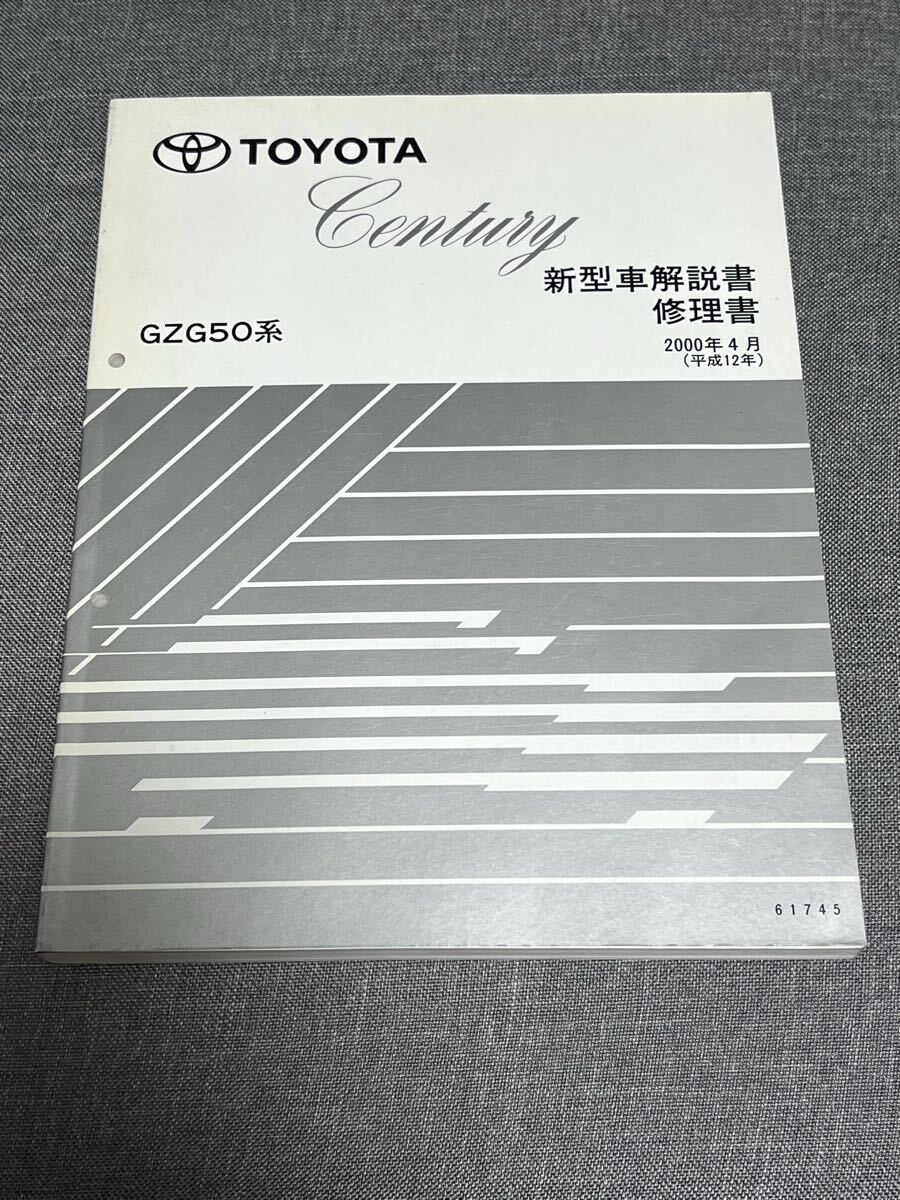 TOYOTA
Century
新型車解説書
修理書
GZG50系
2000年4月
(平成12年)
61745